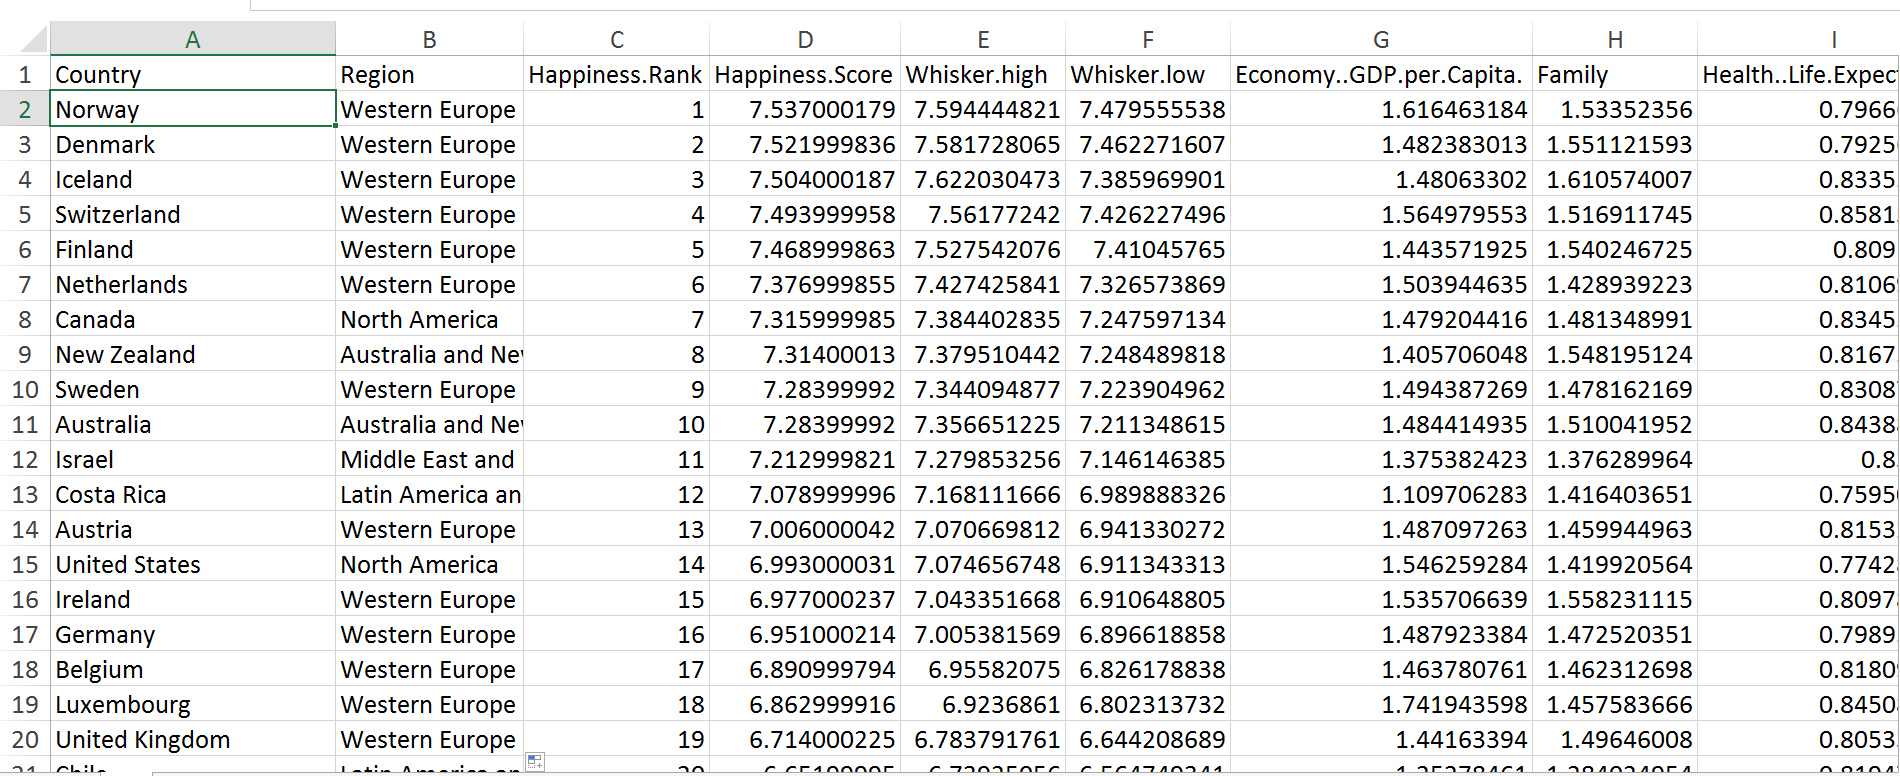 A B C D E F G H I
1 Country Region Happiness.Rank Happiness.Score Whisker.high Whisker.low Economy..GDP.per.Capita. Family Health..Life.Expec
2 Norway Western Europe 1 7.537000179 7.594444821 7.479555538 1.616463184 1.53352356 0.7966
3 Denmark Western Europe 2 7.521999836 7.581728065 7.462271607 1.482383013 1.551121593 0.7925
4 Iceland Western Europe 3 7.504000187 7.622030473 7.385969901 1.48063302 1.610574007 0.8335
5 Switzerland Western Europe 4 7.493999958 7.56177242 7.426227496 1.564979553 1.516911745 0.8581
6 Finland Western Europe 5 7.468999863 7.527542076 7.41045765 1.443571925 1.540246725 0.809
7 Netherlands Western Europe 6 7.376999855 7.427425841 7.326573869 1.503944635 1.428939223 0.8106
8 Canada North America 7 7.315999985 7.384402835 7.247597134 1.479204416 1.481348991 0.8345
9 New Zealand Australia and Ne 8 7.31400013 7.379510442 7.248489818 1.405706048 1.548195124 0.8167
10 Sweden Western Europe 9 7.28399992 7.344094877 7.223904962 1.494387269 1.478162169 0.8308
11 Australia Australia and Ne 10 7.28399992 7.356651225 7.211348615 1.484414935 1.510041952 0.8438
12 Israel Middle East and 11 7.212999821 7.279853256 7.146146385 1.375382423 1.376289964 0.8
13 Costa Rica Latin America an 12 7.078999996 7.168111666 6.989888326 1.109706283 1.416403651 0.7595
14 Austria Western Europe 13 7.006000042 7.070669812 6.941330272 1.487097263 1.459944963 0.8153
15 United States North America 14 6.993000031 7.074656748 6.911343313 1.546259284 1.419920564 0.7742
16 Ireland Western Europe 15 6.977000237 7.043351668 6.910648805 1.535706639 1.558231115 0.8097
17 Germany Western Europe 16 6.951000214 7.005381569 6.896618858 1.487923384 1.472520351 0.7989
18 Belgium Western Europe 17 6.890999794 6.95582075 6.826178838 1.463780761 1.462312698 0.8180
19 Luxembourg Western Europe 18 6.862999916 6.9236861 6.802313732 1.741943598 1.457583666 0.8450
20 United Kingdom Western Europe 19 6.714000225 6.783791761 6.644208689 1.44163394 1.49646008 0.8053